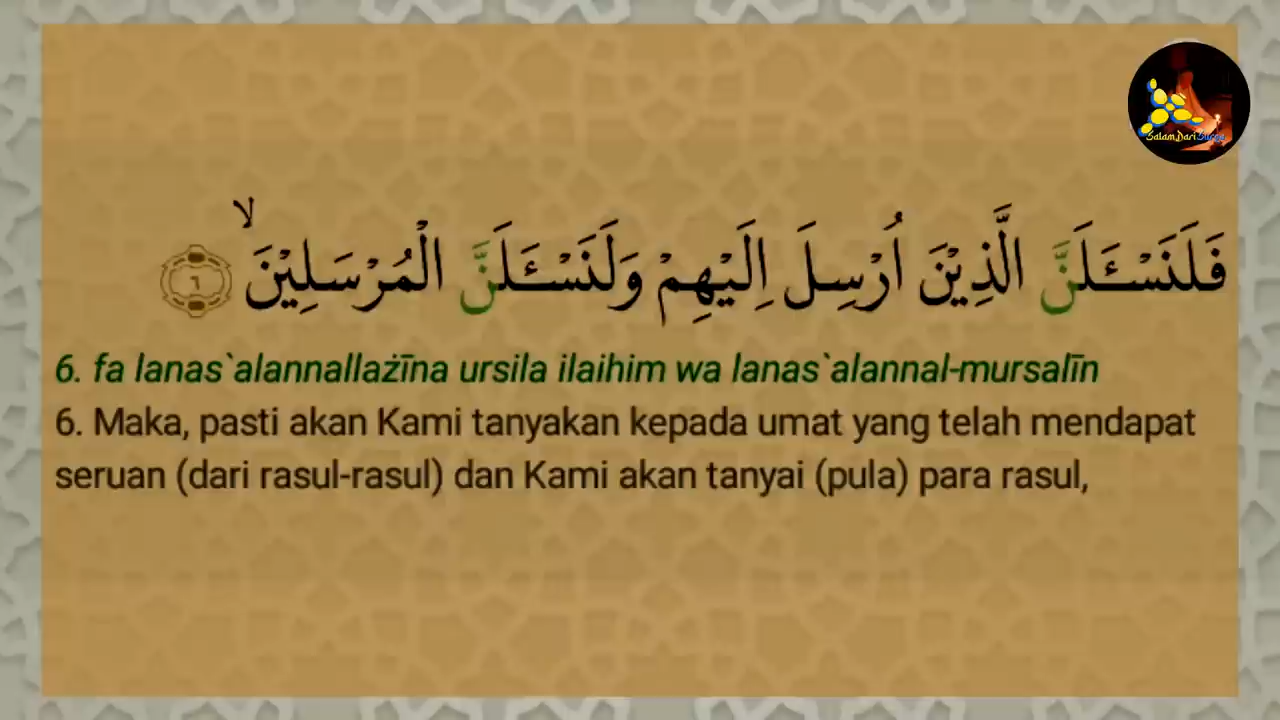 SalamDariSurga
فَلَنَسْـَٔلَنَّ الَّذِيْنَ اُرْسِلَ اِلَيْهِمْ وَلَنَسْـَٔلَنَّ الْمُرْسَلِيْنَۙ ٦
6. fa lanas`alannallażīna ursila ilaihim wa lanas`alannal-mursalīn
6. Maka, pasti akan Kami tanyakan kepada umat yang telah mendapat
seruan (dari rasul-rasul) dan Kami akan tanyai (pula) para rasul,